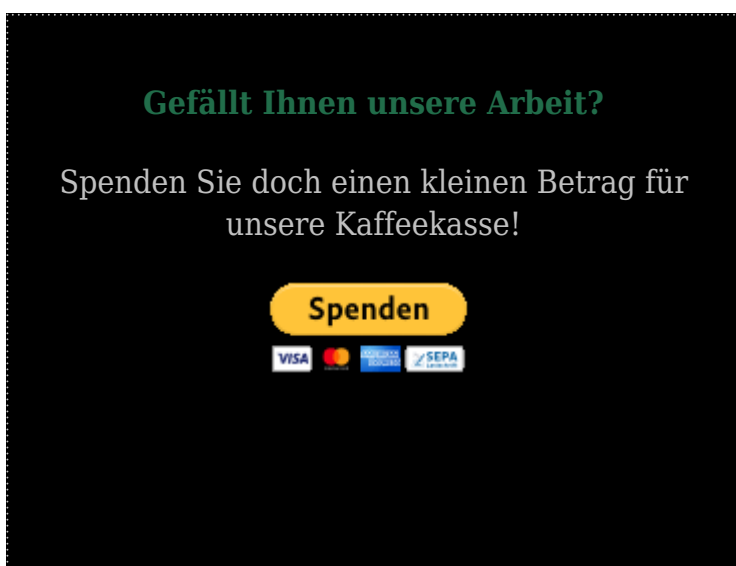 Gefällt Ihnen unsere Arbeit?
Spenden Sie doch einen kleinen Betrag für
unsere Kaffeekasse!
Spenden
VISA SEPA